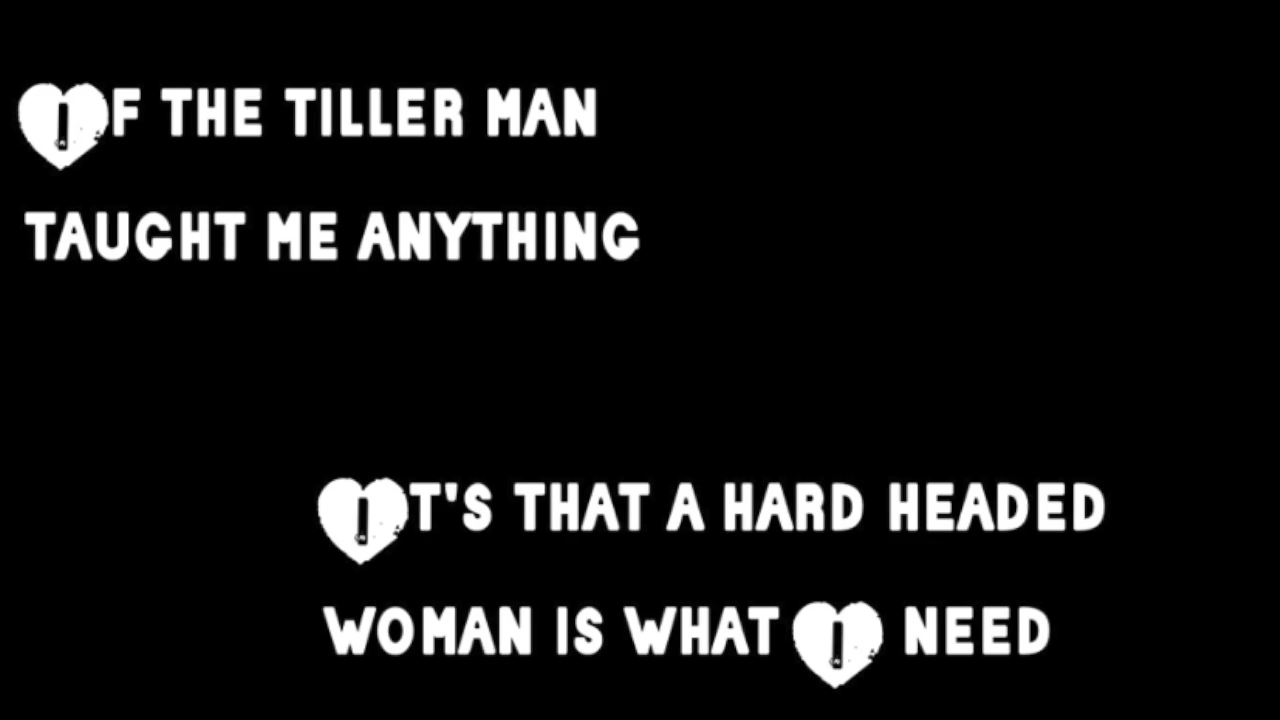 IF THE TILLER MAN
TAUGHT ME ANYTHING
IT'S THAT A HARD HEADED
WOMAN IS WHAT I NEED